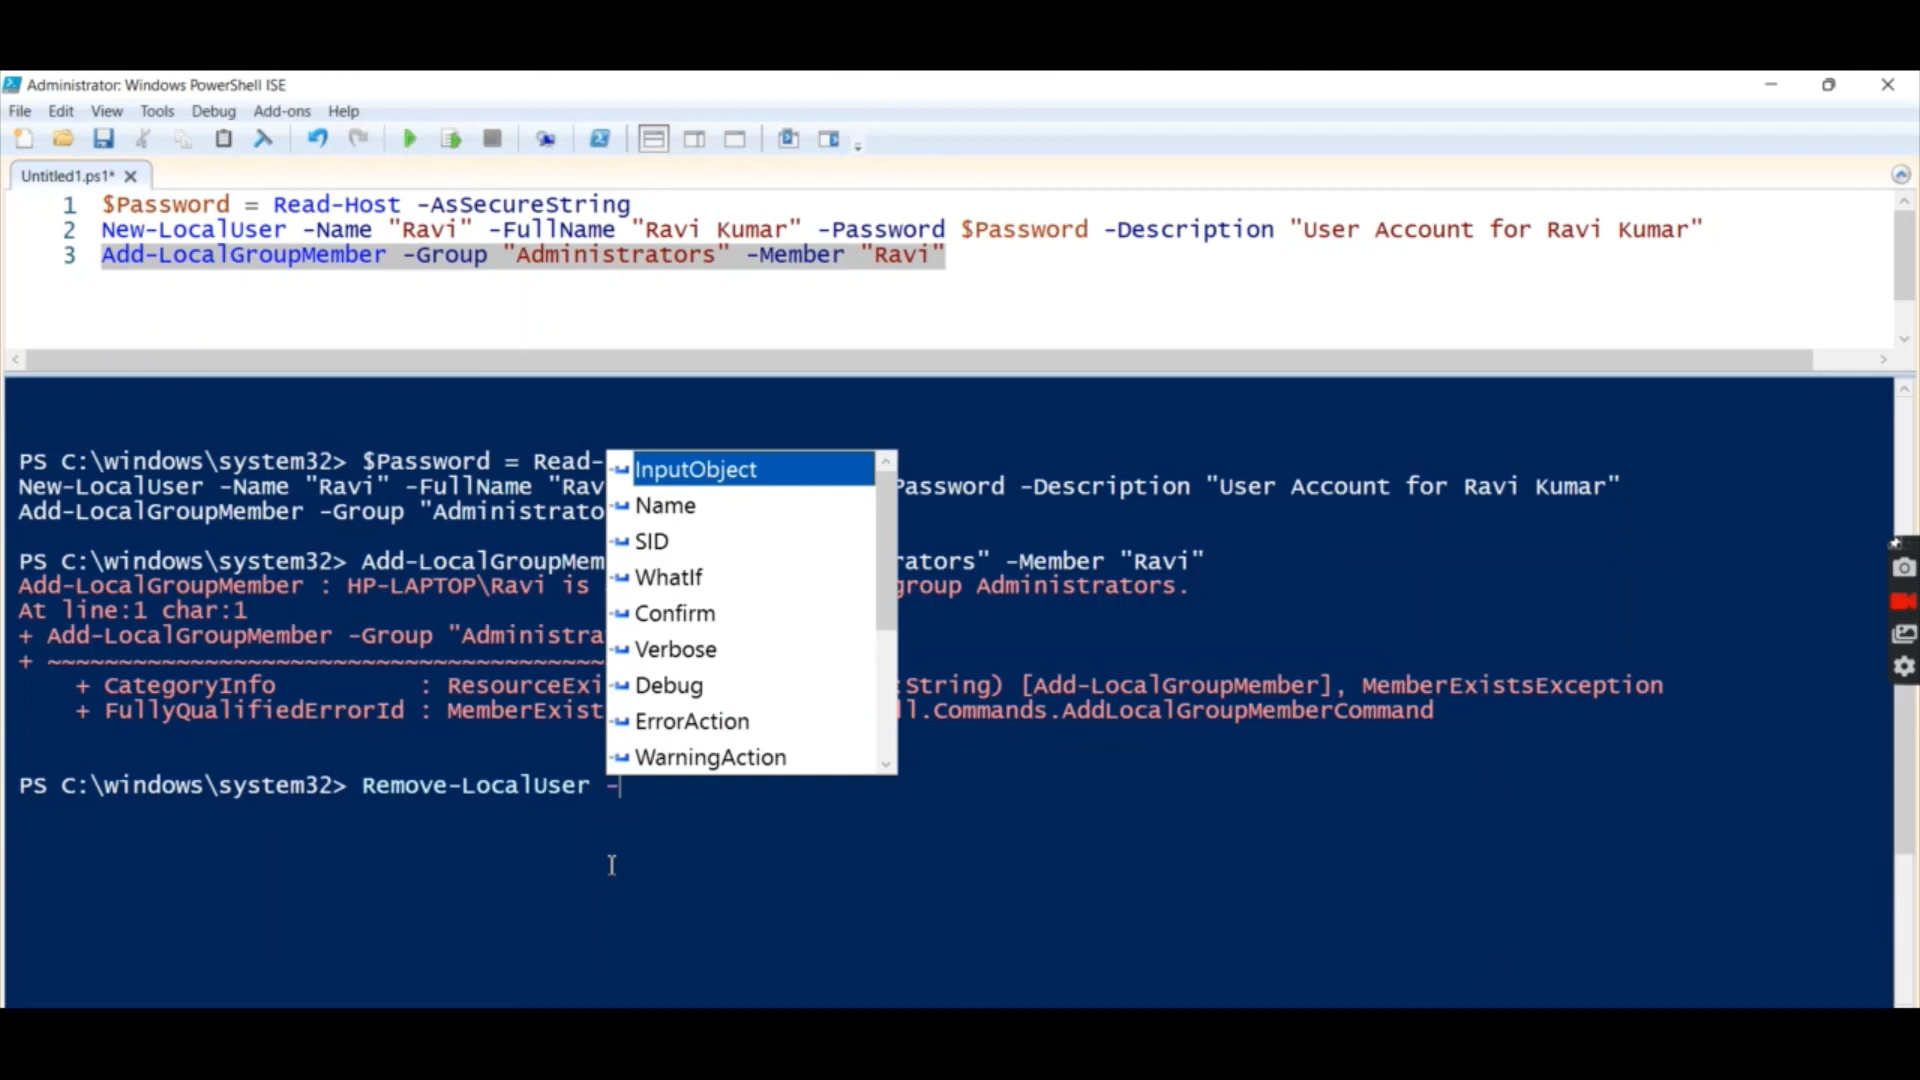 Administrator: Windows PowerShell ISE
File Edit View Tools Debug Add-ons Help
Untitled1.ps1*
1 $Password = Read-Host -AsSecureString
2 New-LocalUser -Name "Ravi" -FullName "Ravi Kumar" -Password $Password -Description "User Account for Ravi Kumar"
3 Add-LocalGroupMember -Group "Administrators" -Member "Ravi"
PS C:\windows\system32> $Password = Read-
New-LocalUser -Name "Ravi" -FullName "Rav Password -Description "User Account for Ravi Kumar"
Add-LocalGroupMember -Group "Administrato
PS C:\windows\system32> Add-LocalGroupMem rators" -Member "Ravi"
Add-LocalGroupMember : HP-LAPTOP\Ravi is group Administrators.
At line:1 char:1
+ Add-LocalGroupMember -Group "Administra
+ ~~~~~~~~~~~~~~~~~~~~~~~~~~~~~~~~~~~~~~~
+ CategoryInfo : ResourceExi :String) [Add-LocalGroupMember], MemberExistsException
+ FullyQualifiedErrorId : MemberExist ll.Commands.AddLocalGroupMemberCommand
InputObject
Name
SID
WhatIf
Confirm
Verbose
Debug
ErrorAction
WarningAction
PS C:\windows\system32> Remove-LocalUser -